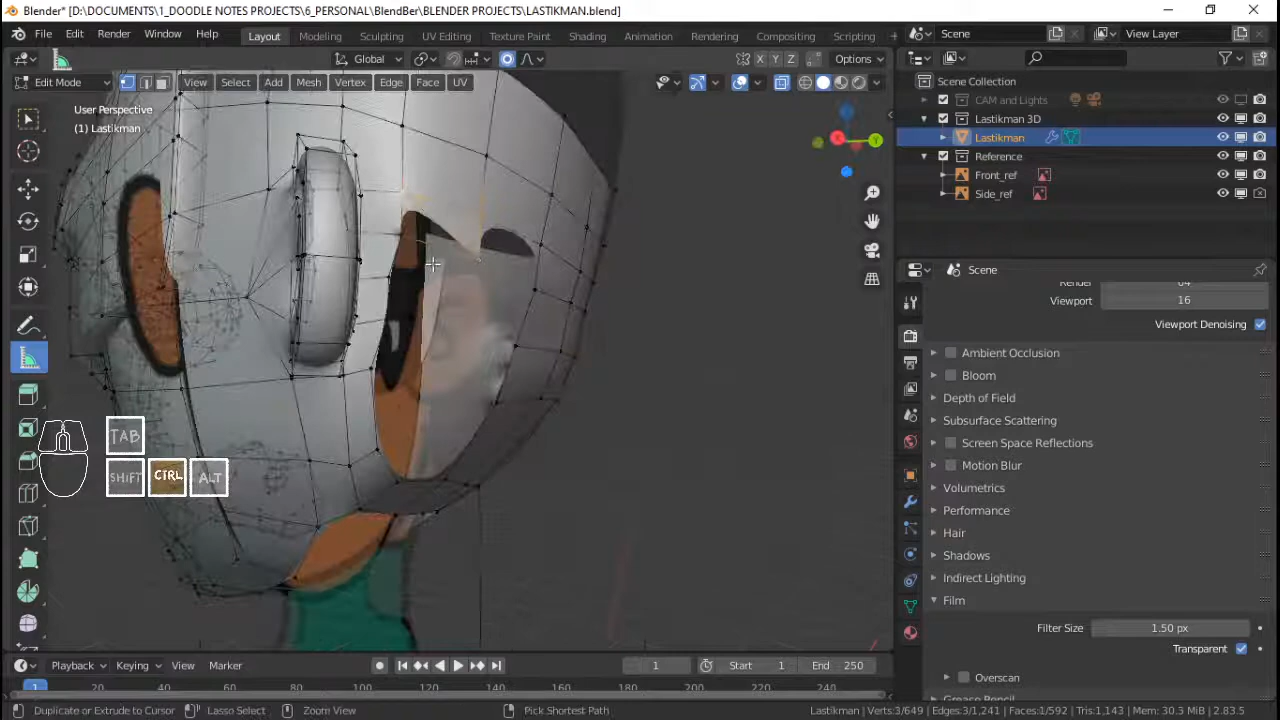 Blender* [D:\DOCUMENTS\1_DOODLE NOTES PROJECTS\6_PERSONAL\BlendBer\BLENDER PROJECTS\LASTIKMAN.blend]
File Edit Render Window Help Layout Modeling Sculpting UV Editing Texture Paint Shading Animation Rendering Compositing Scripting Scene View Layer
Global X Y Z Options
Edit Mode View Select Add Mesh Vertex Edge Face UV
User Perspective
(1) Lastikman
Scene Collection
CAM and Lights
Lastikman 3D
Lastikman
Reference
Front_ref
Side_ref
Scene
Render 64
Viewport 16
Viewport Denoising
Ambient Occlusion
Bloom
Depth of Field
Subsurface Scattering
Screen Space Reflections
Motion Blur
Volumetrics
Performance
Hair
Shadows
Indirect Lighting
Film
Filter Size 1.50 px
Transparent
Overscan
Grease Pencil
TAB
SHIFT CTRL ALT
Playback Keying View Marker 1 Start 1 End 250
1 20 40 60 80 100 120 140 160 180 200 220 240
Duplicate or Extrude to Cursor Lasso Select Zoom View Pick Shortest Path Lastikman | Verts:3/649 | Edges:3/1,241 | Faces:1/592 | Tris:1,143 | Mem: 30.5 MiB | 2.83.5